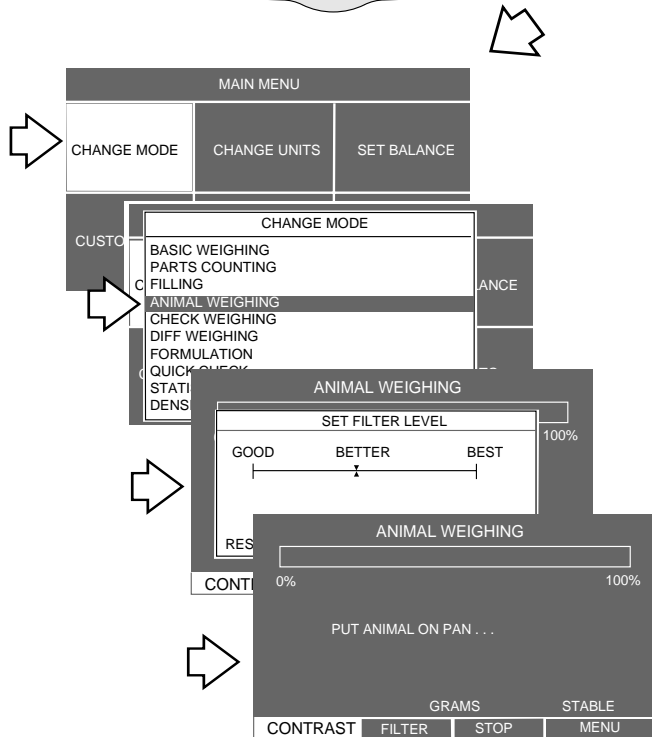 MAIN MENU
CHANGE MODE
CHANGE UNITS
SET BALANCE
CHANGE MODE
BASIC WEIGHING
PARTS COUNTING
FILLING
ANIMAL WEIGHING
CHECK WEIGHING
DIFF WEIGHING
FORMULATION
ANIMAL WEIGHING
100%
SET FILTER LEVEL
GOOD BETTER BEST
ANIMAL WEIGHING
0% 100%
PUT ANIMAL ON PAN . . .
GRAMS STABLE
CONTRAST FILTER STOP MENU